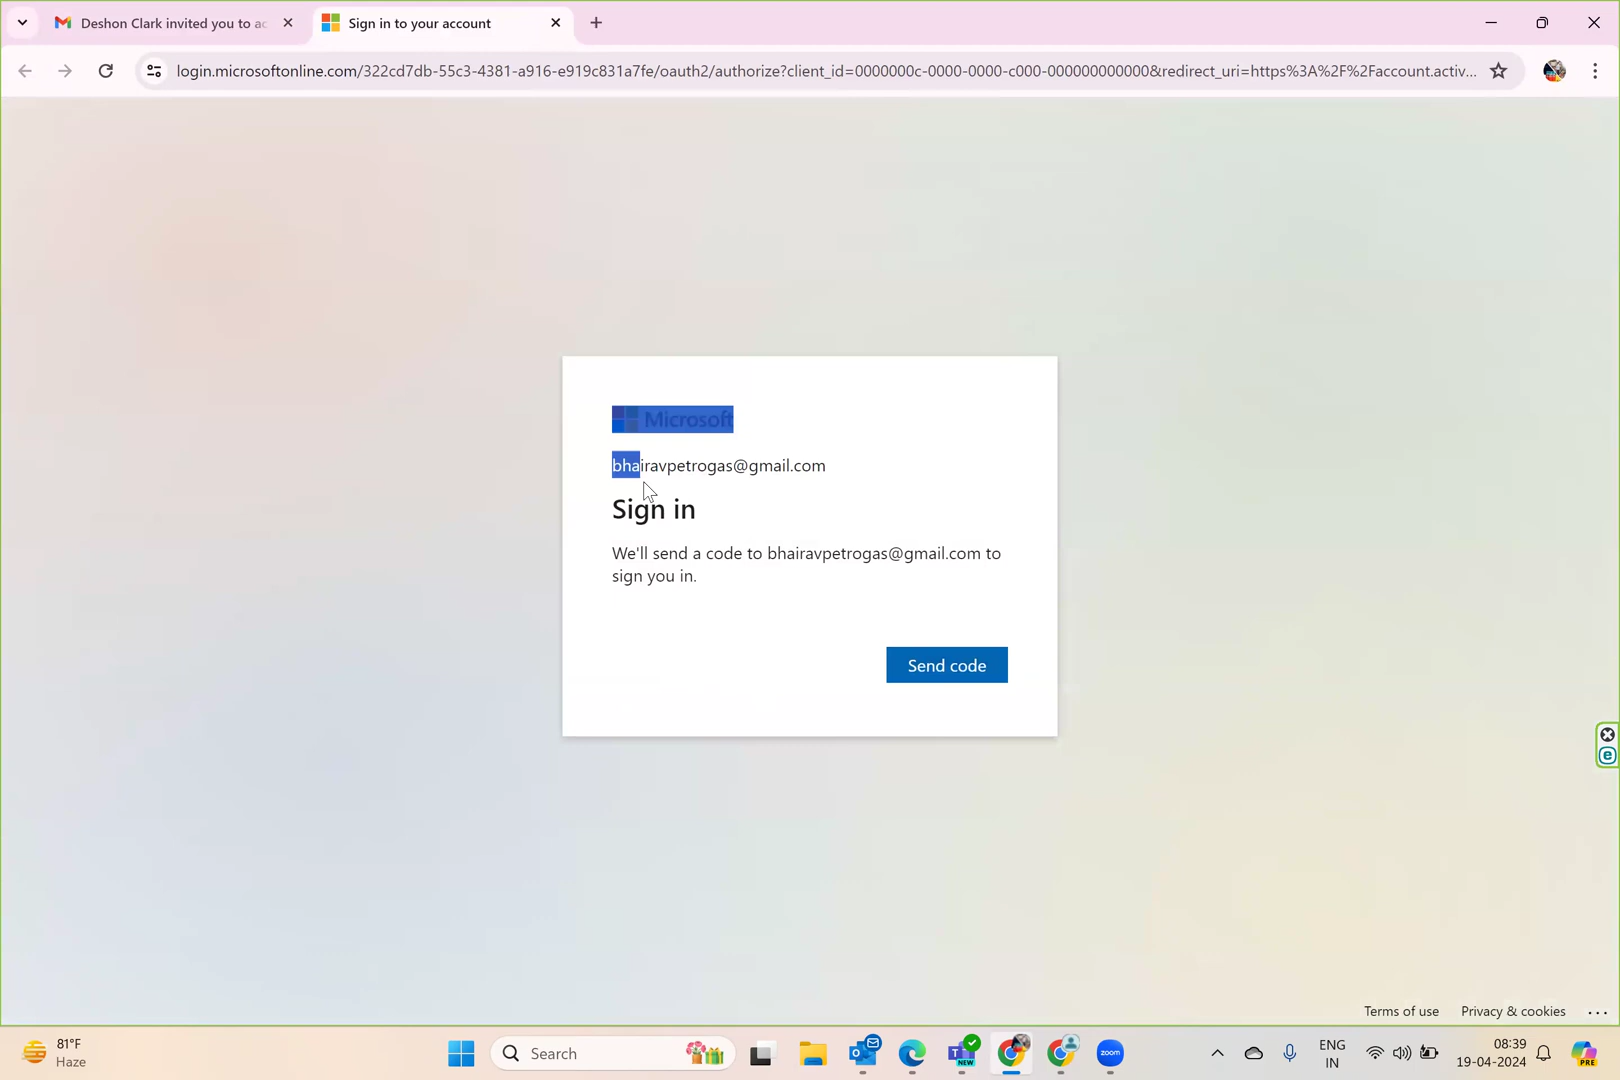 Deshon Clark invited you to ac
Sign in to your account
login.microsoftonline.com/322cd7db-55c3-4381-a916-e919c831a7fe/oauth2/authorize?client_id=0000000c-0000-0000-c000-000000000000&redirect_uri=https%3A%2F%2Faccount.activ...
Microsoft
bhairavpetrogas@gmail.com
Sign in
We'll send a code to bhairavpetrogas@gmail.com to
sign you in.
Send code
Terms of use
Privacy & cookies
...
81°F
Haze
Search
NEW
zoom
ENG
IN
08:39
19-04-2024
PRE